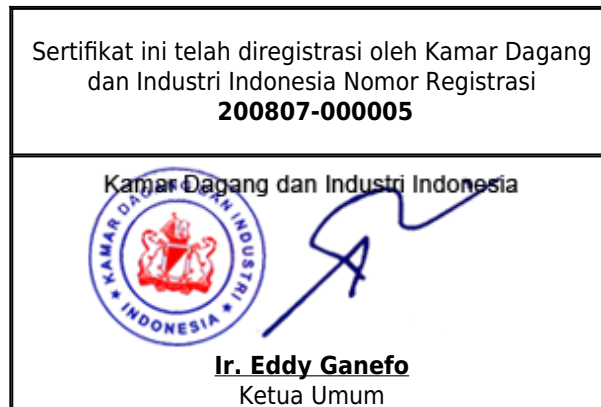 Sertifikat ini telah diregistrasi oleh Kamar Dagang
dan Industri Indonesia Nomor Registrasi
200807-000005
Kamar Dagang dan Industri Indonesia
KAMAR DAGANG DAN INDUSTRI
★ INDONESIA ★
Ir. Eddy Ganefo
Ketua Umum